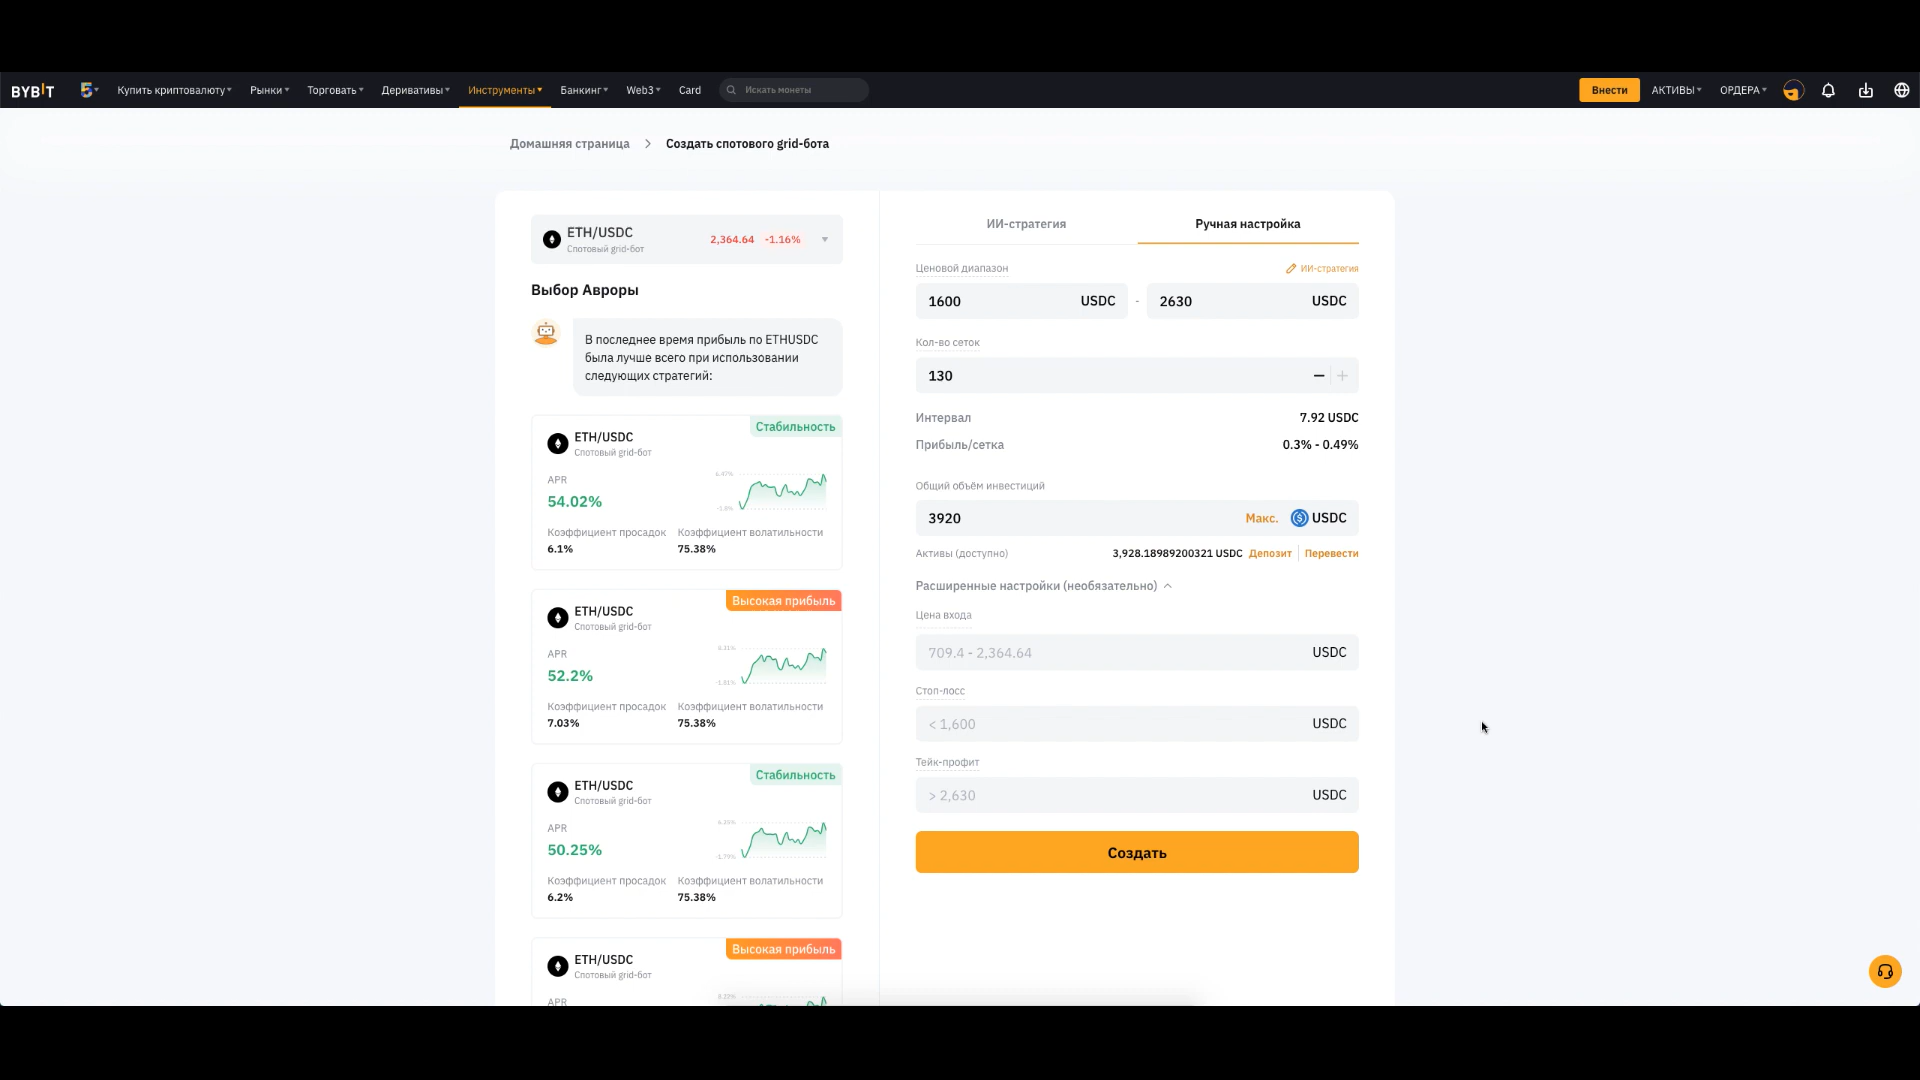 BYBIT
Купить криптовалюту Рынки Торговать Деривативы Инструменты Банкинг Web3 Card Искать монеты Внести АКТИВЫ ОРДЕРА
Домашняя страница > Создать спотового grid-бота
ETH/USDC
Спотовый grid-бот
2,364.64 -1.16%
Выбор Авроры
В последнее время прибыль по ETHUSDC
была лучше всего при использовании
следующих стратегий:
Стабильность
ETH/USDC
Спотовый grid-бот
APR
54.02%
Коэффициент просадок Коэффициент волатильности
6.1% 75.38%
Высокая прибыль
ETH/USDC
Спотовый grid-бот
APR
52.2%
Коэффициент просадок Коэффициент волатильности
7.03% 75.38%
Стабильность
ETH/USDC
Спотовый grid-бот
APR
50.25%
Коэффициент просадок Коэффициент волатильности
6.2% 75.38%
Высокая прибыль
ETH/USDC
Спотовый grid-бот
APR
ИИ-стратегия Ручная настройка
Ценовой диапазон ИИ-стратегия
1600 USDC - 2630 USDC
Кол-во сеток
130
Интервал 7.92 USDC
Прибыль/сетка 0.3% - 0.49%
Общий объём инвестиций
3920 Макс. USDC
Активы (доступно) 3,928.18989200321 USDC Депозит Перевести
Расширенные настройки (необязательно)
Цена входа
709.4 - 2,364.64 USDC
Стоп-лосс
< 1,600 USDC
Тейк-профит
> 2,630 USDC
Создать